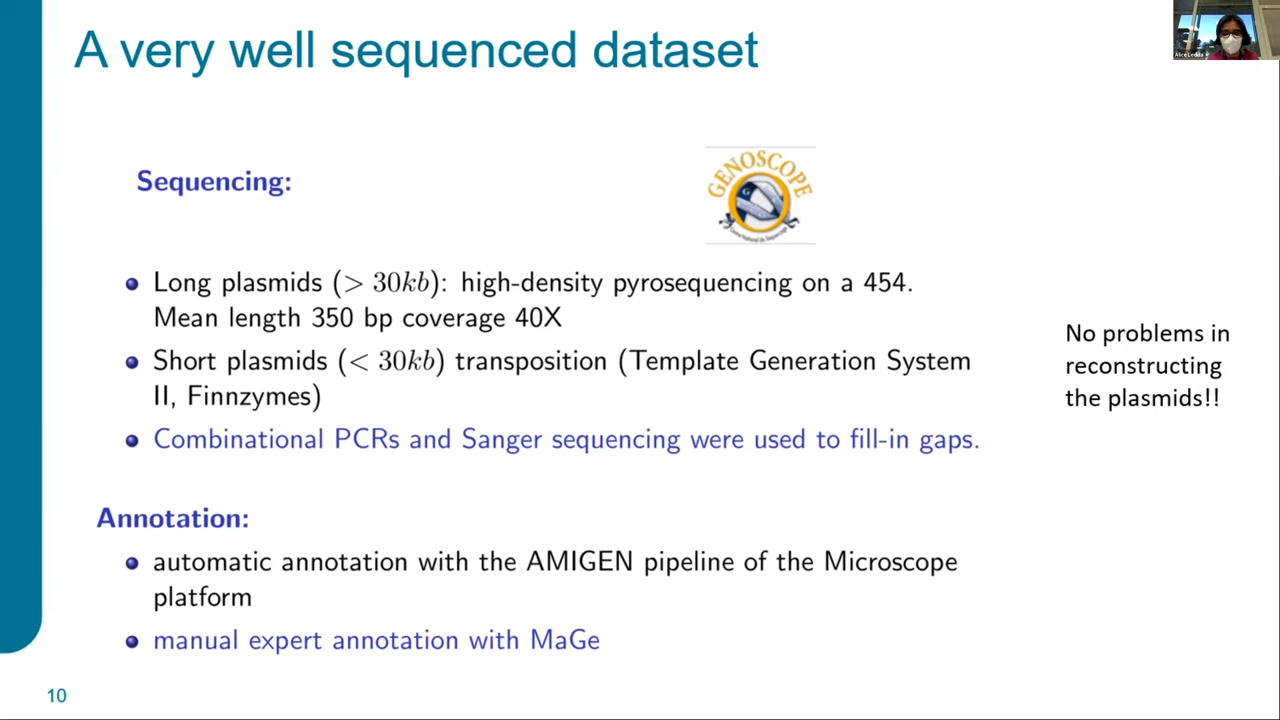 A very well sequenced dataset
Alice Ledda
GENOSCOPE
Sequencing:
Long plasmids (> 30kb): high-density pyrosequencing on a 454.
Mean length 350 bp coverage 40X
Short plasmids (< 30kb) transposition (Template Generation System
II, Finnzymes)
Combinational PCRs and Sanger sequencing were used to fill-in gaps.
No problems in
reconstructing
the plasmids!!
Annotation:
automatic annotation with the AMIGEN pipeline of the Microscope
platform
manual expert annotation with MaGe
10